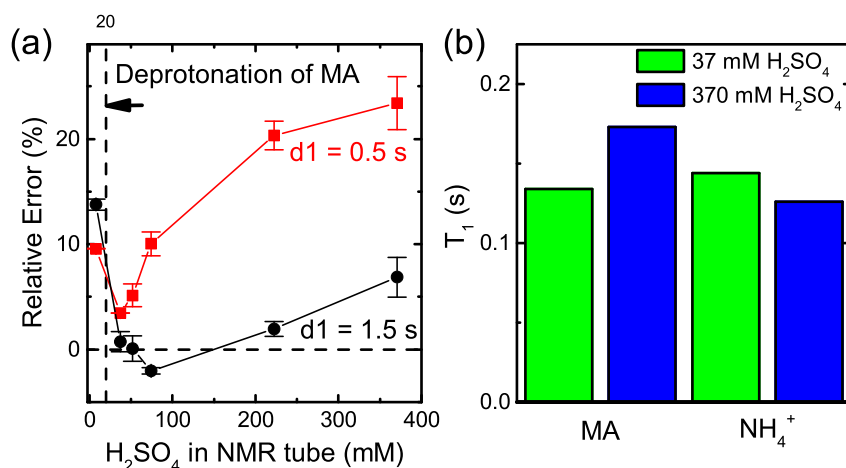 20
(a)
Deprotonation of MA
20
10
0
Relative Error (%)
d1 = 0.5 s
d1 = 1.5 s
0 100 200 300 400
H₂SO₄ in NMR tube (mM)
(b)
37 mM H₂SO₄
370 mM H₂SO₄
0.2
0.1
0.0
T₁ (s)
MA NH₄⁺